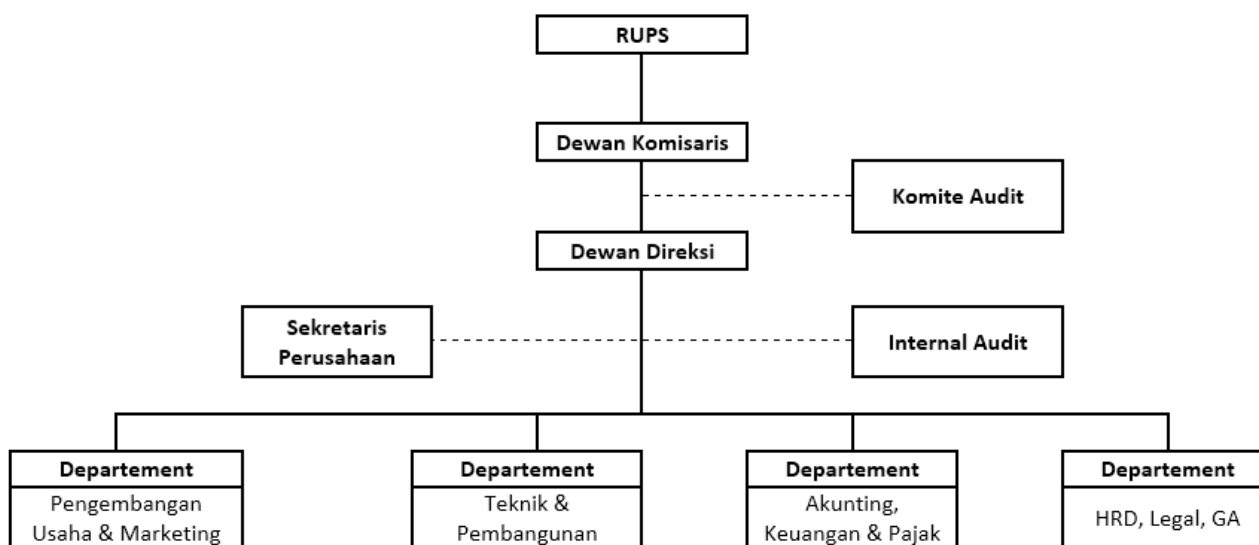 RUPS
Dewan Komisaris
Komite Audit
Dewan Direksi
Sekretaris
Perusahaan
Internal Audit
Departement
Pengembangan
Usaha & Marketing
Departement
Teknik &
Pembangunan
Departement
Akunting,
Keuangan & Pajak
Departement
HRD, Legal, GA